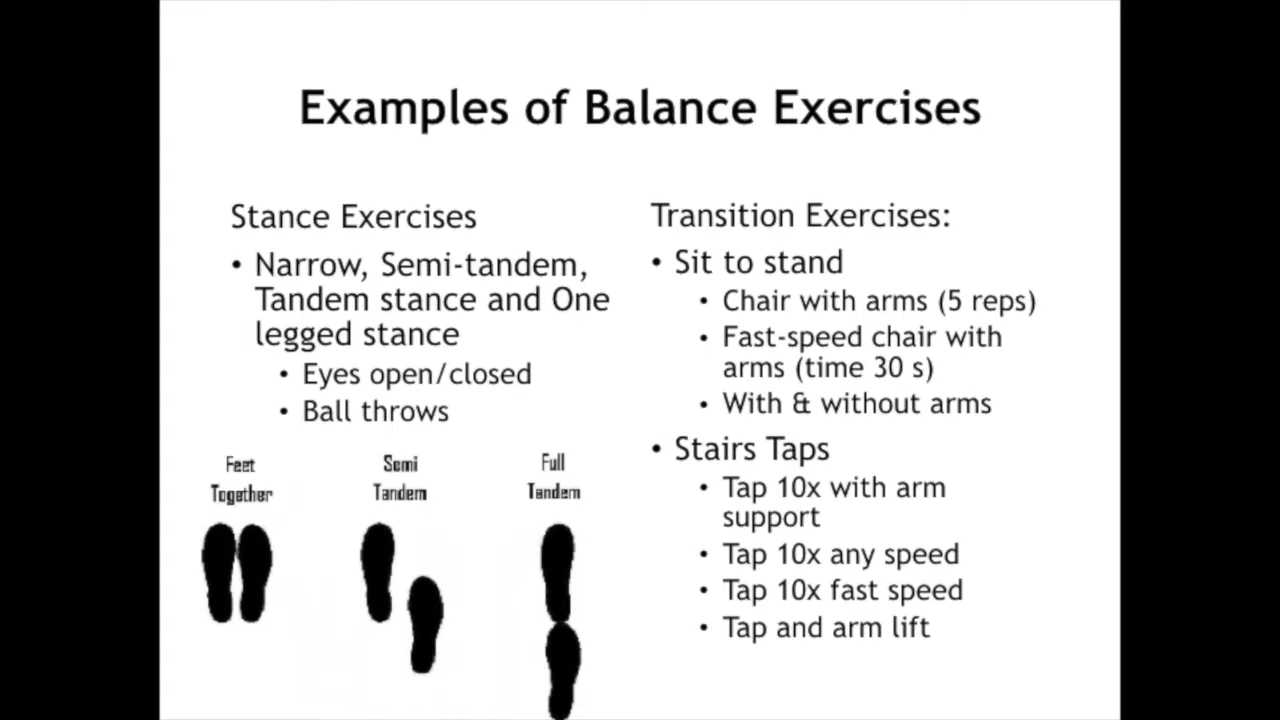 Examples of Balance Exercises
Stance Exercises
• Narrow, Semi-tandem,
Tandem stance and One
legged stance
• Eyes open/closed
• Ball throws
Feet
Together
Semi
Tandem
Full
Tandem
Transition Exercises:
• Sit to stand
• Chair with arms (5 reps)
• Fast-speed chair with
arms (time 30 s)
• With & without arms
• Stairs Taps
• Tap 10x with arm
support
• Tap 10x any speed
• Tap 10x fast speed
• Tap and arm lift